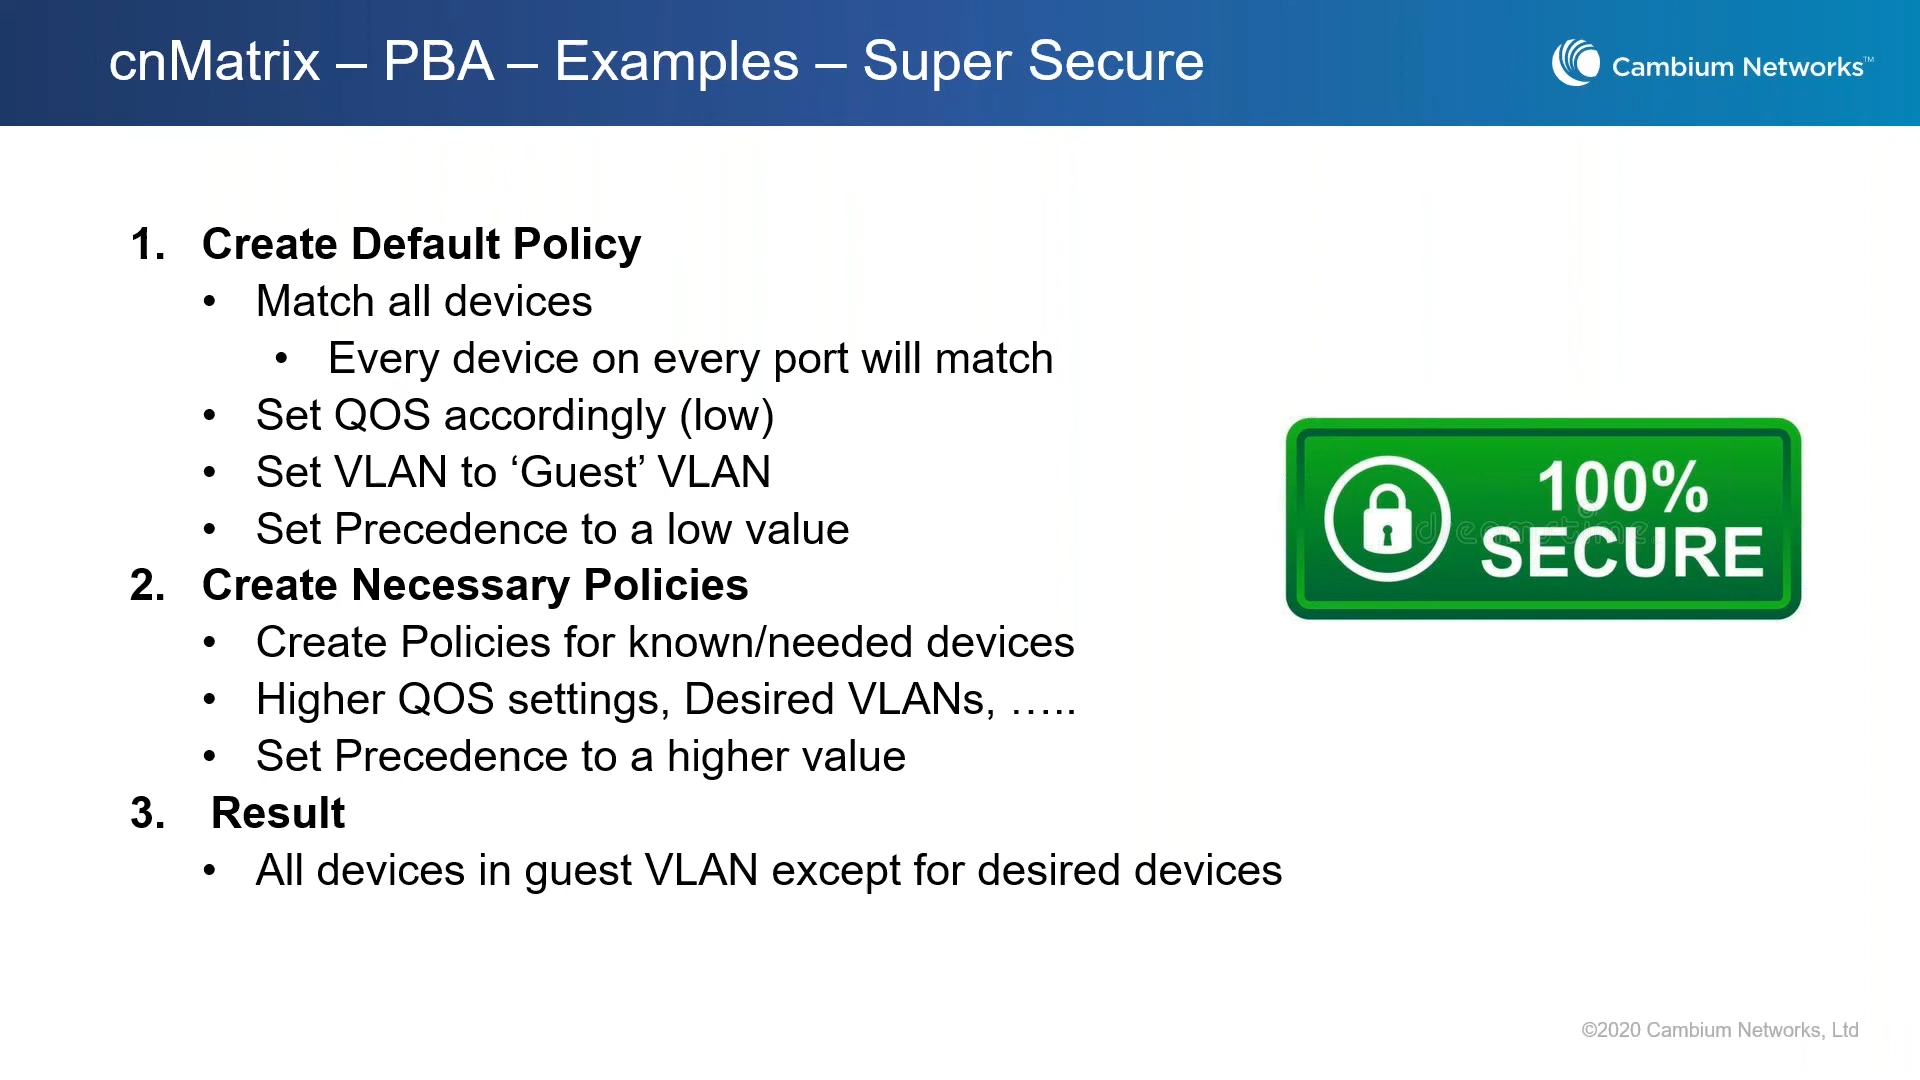 cnMatrix – PBA – Examples – Super Secure
Cambium Networks™
1. Create Default Policy
• Match all devices
• Every device on every port will match
• Set QOS accordingly (low)
• Set VLAN to ‘Guest’ VLAN
• Set Precedence to a low value
2. Create Necessary Policies
• Create Policies for known/needed devices
• Higher QOS settings, Desired VLANs, …..
• Set Precedence to a higher value
3. Result
• All devices in guest VLAN except for desired devices
100%
SECURE
dreamstime
©2020 Cambium Networks, Ltd